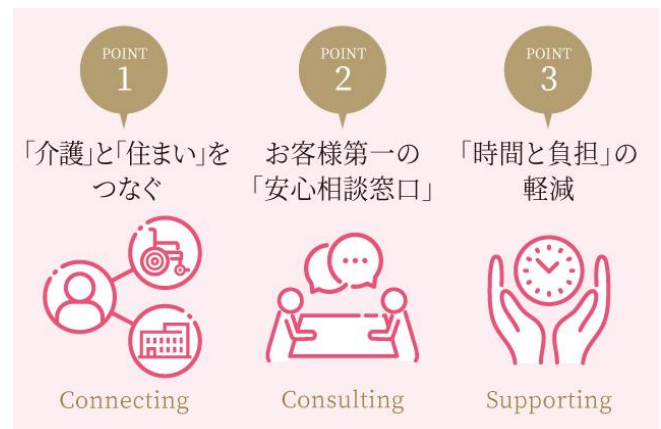 POINT
1
「介護」と「住まい」を
つなぐ
Connecting
POINT
2
お客様第一の
「安心相談窓口」
Consulting
POINT
3
「時間と負担」の
軽減
Supporting